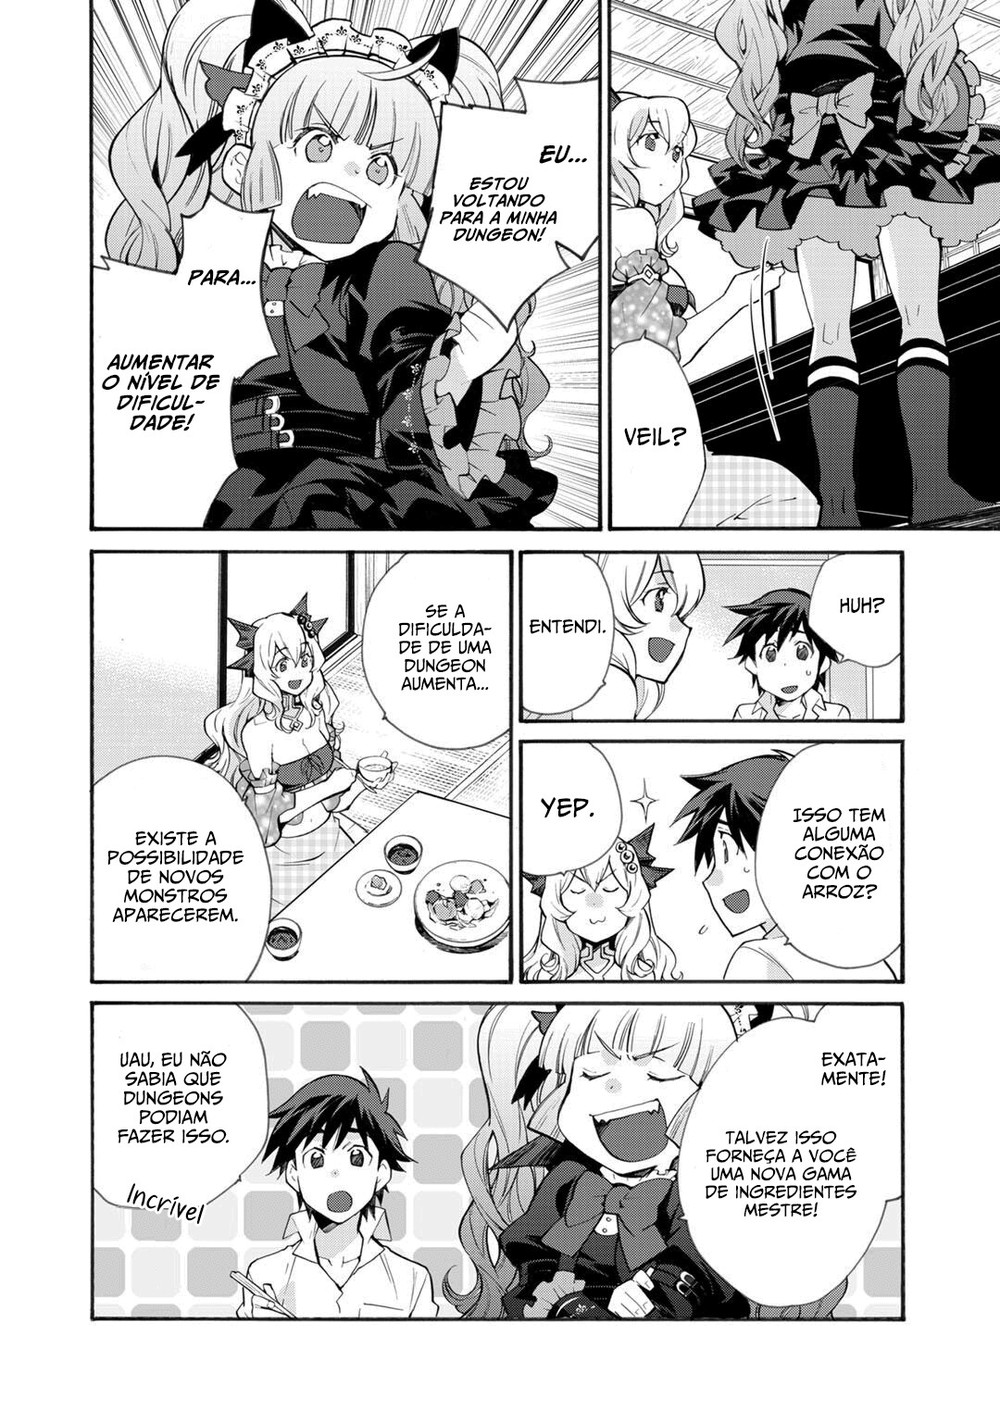 VEIL?
EU...
ESTOU
VOLTANDO
PARA A MINHA
DUNGEON!
PARA...
AUMENTAR
O NÍVEL DE
DIFICUL-
DADE!
HUH?
ENTENDI.
SE A
DIFICULDA-
DE DE UMA
DUNGEON
AUMENTA...
EXISTE A
POSSIBILIDADE
DE NOVOS
MONSTROS
APARECEREM.
ISSO TEM
ALGUMA
CONEXÃO
COM O
ARROZ?
YEP.
EXATA-
MENTE!
TALVEZ ISSO
FORNEÇA A VOCÊ
UMA NOVA GAMA
DE INGREDIENTES
MESTRE!
UAU, EU NÃO
SABIA QUE
DUNGEONS
PODIAM
FAZER ISSO.
Incrível